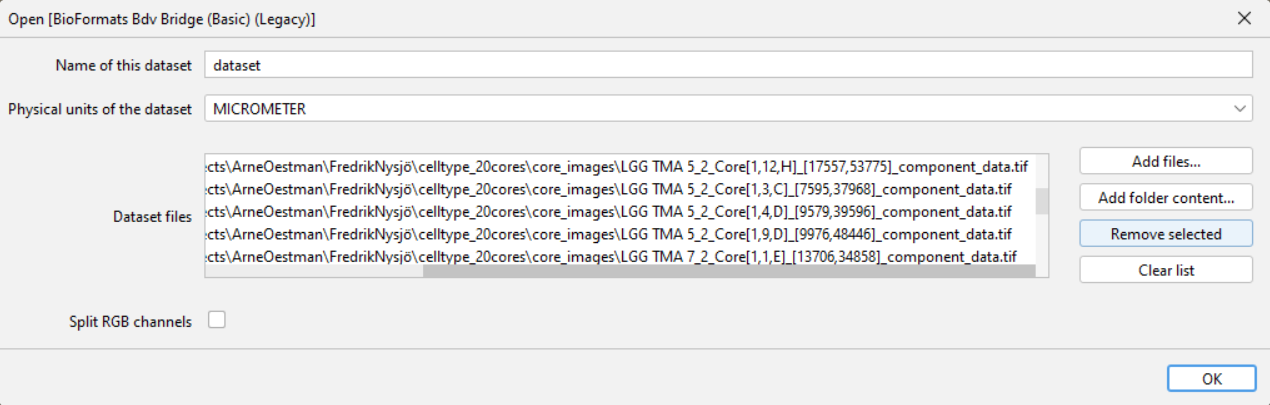 Open [BioFormats Bdv Bridge (Basic) (Legacy)]
Name of this dataset dataset
Physical units of the dataset MICROMETER
Dataset files
ects\ArneOestman\FredrikNysjö\celltype_20cores\core_images\LGG TMA 5_2_Core[1,12,H]_[17557,53775]_component_data.tif
ects\ArneOestman\FredrikNysjö\celltype_20cores\core_images\LGG TMA 5_2_Core[1,3,C]_[7595,37968]_component_data.tif
ects\ArneOestman\FredrikNysjö\celltype_20cores\core_images\LGG TMA 5_2_Core[1,4,D]_[9579,39596]_component_data.tif
ects\ArneOestman\FredrikNysjö\celltype_20cores\core_images\LGG TMA 5_2_Core[1,9,D]_[9976,48446]_component_data.tif
ects\ArneOestman\FredrikNysjö\celltype_20cores\core_images\LGG TMA 7_2_Core[1,1,E]_[13706,34858]_component_data.tif
Add files...
Add folder content...
Remove selected
Clear list
Split RGB channels
OK